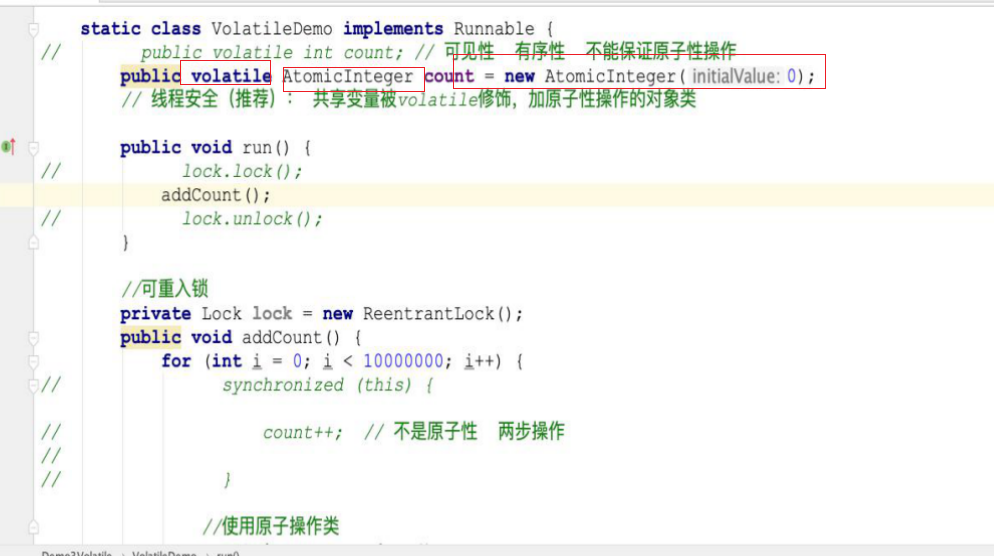 static class VolatileDemo implements Runnable {
// public volatile int count; // 可见性 有序性 不能保证原子性操作
public volatile AtomicInteger count = new AtomicInteger( initialValue: 0);
// 线程安全（推荐）： 共享变量被volatile修饰，加原子性操作的对象类
public void run() {
// lock.lock();
addCount();
// lock.unlock();
}
//可重入锁
private Lock lock = new ReentrantLock();
public void addCount() {
for (int i = 0; i < 10000000; i++) {
// synchronized (this) {
// count++; // 不是原子性 两步操作
//
// }
//使用原子操作类